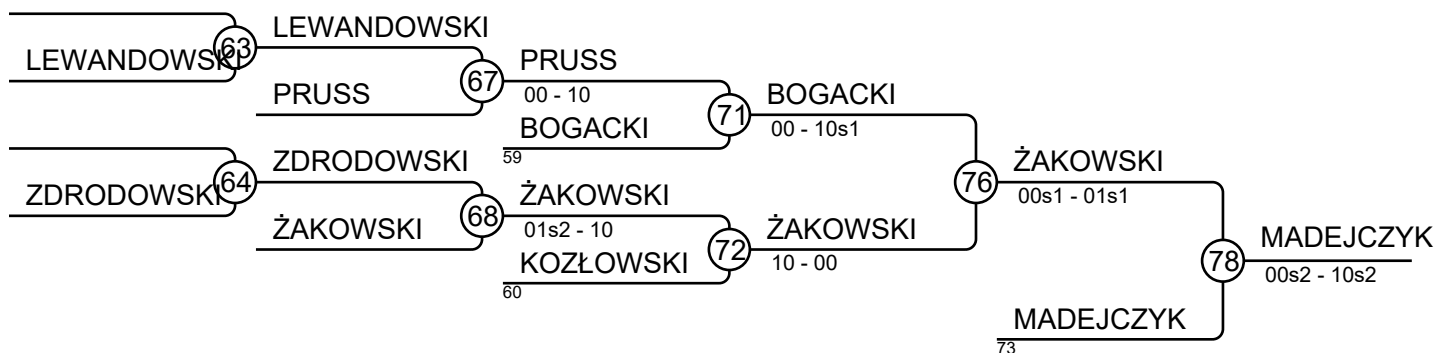 LEWANDOWSKI
63
LEWANDOWSKI
PRUSS
67
PRUSS
00 - 10
BOGACKI
59
71
BOGACKI
00 - 10s1
ZDRODOWSKI
64
ZDRODOWSKI
ŻAKOWSKI
68
ŻAKOWSKI
01s2 - 10
KOZŁOWSKI
60
72
ŻAKOWSKI
10 - 00
76
ŻAKOWSKI
00s1 - 01s1
MADEJCZYK
73
78
MADEJCZYK
00s2 - 10s2